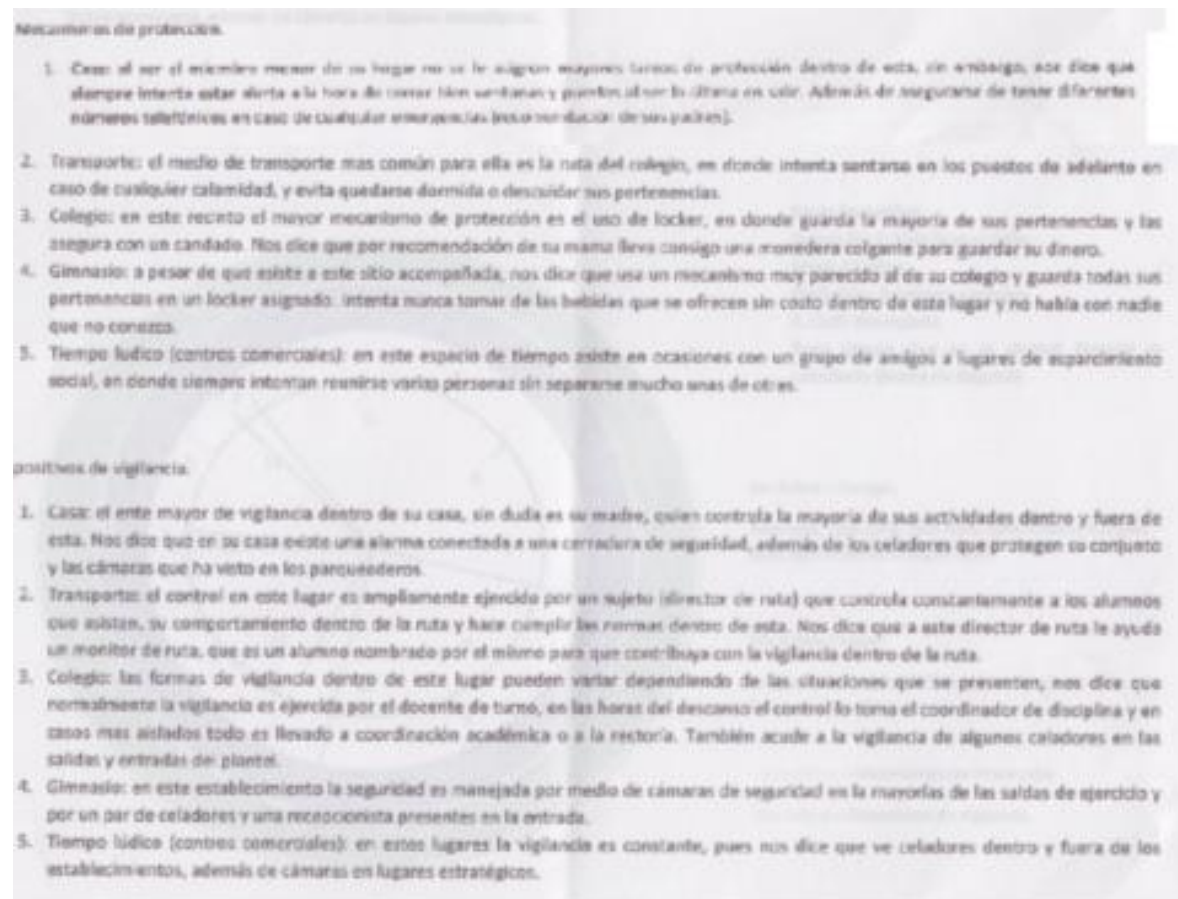 Mecanismos de protección.
1. Casa: al ser el miembro menor de su hogar no se le asignan mayores tareas de protección dentro de esta, sin embargo, nos dice que
siempre intenta estar alerta a la hora de cerrar bien ventanas y puertas al ser la última en salir. Además de asegurarse de tener diferentes
números telefónicos en caso de cualquier emergencias (recomendación de sus padres).
2. Transporte: el medio de transporte mas común para ella es la ruta del colegio, en donde intenta sentarse en los puestos de adelante en
caso de cualquier calamidad, y evita quedarse dormida o descuidar sus pertenencias.
3. Colegio: en este recinto el mayor mecanismo de protección es el uso de locker, en donde guarda la mayoría de sus pertenencias y las
asegura con un candado. Nos dice que por recomendación de su mama lleva consigo una monedera colgante para guardar su dinero.
4. Gimnasio: a pesar de que asiste a este sitio acompañada, nos dice que usa un mecanismo muy parecido al de su colegio y guarda todas sus
pertenencias en un locker asignado. Intenta nunca tomar de las bebidas que se ofrecen sin costo dentro de este lugar y no habla con nadie
que no conozca.
5. Tiempo lúdico (centros comerciales): en este espacio de tiempo asiste en ocasiones con un grupo de amigos a lugares de esparcimiento
social, en donde siempre intentan reunirse varias personas sin separarse mucho unas de otras.
positivos de vigilancia.
1. Casa: el ente mayor de vigilancia dentro de su casa, sin duda es su madre, quien controla la mayoría de sus actividades dentro y fuera de
esta. Nos dice que en su casa existe una alarma conectada a una cerradura de seguridad, además de los celadores que protegen su conjunto
y las cámaras que ha visto en los parqueaderos.
2. Transporte: el control en este lugar es ampliamente ejercido por un sujeto (director de ruta) que controla constantemente a los alumnos
que asisten, su comportamiento dentro de la ruta y hace cumplir las normas dentro de esta. Nos dice que a este director de ruta le ayuda
un monitor de ruta, que es un alumno nombrado por el mismo para que contribuya con la vigilancia dentro de la ruta.
3. Colegio: las formas de vigilancia dentro de este lugar pueden variar dependiendo de las situaciones que se presenten, nos dice que
normalmente la vigilancia es ejercida por el docente de turno, en las horas del descanso el control lo toma el coordinador de disciplina y en
casos mas aislados todo es llevado a coordinación académica o a la rectoría. También acude a la vigilancia de algunos celadores en las
salidas y entradas del plantel.
4. Gimnasio: en este establecimiento la seguridad es manejada por medio de cámaras de seguridad en la mayorías de las saldas de ejercicio y
por un par de celadores y una recepcionista presentes en la entrada.
5. Tiempo lúdico (centros comerciales): en estos lugares la vigilancia es constante, pues nos dice que ve celadores dentro y fuera de los
establecimientos, además de cámaras en lugares estratégicos.